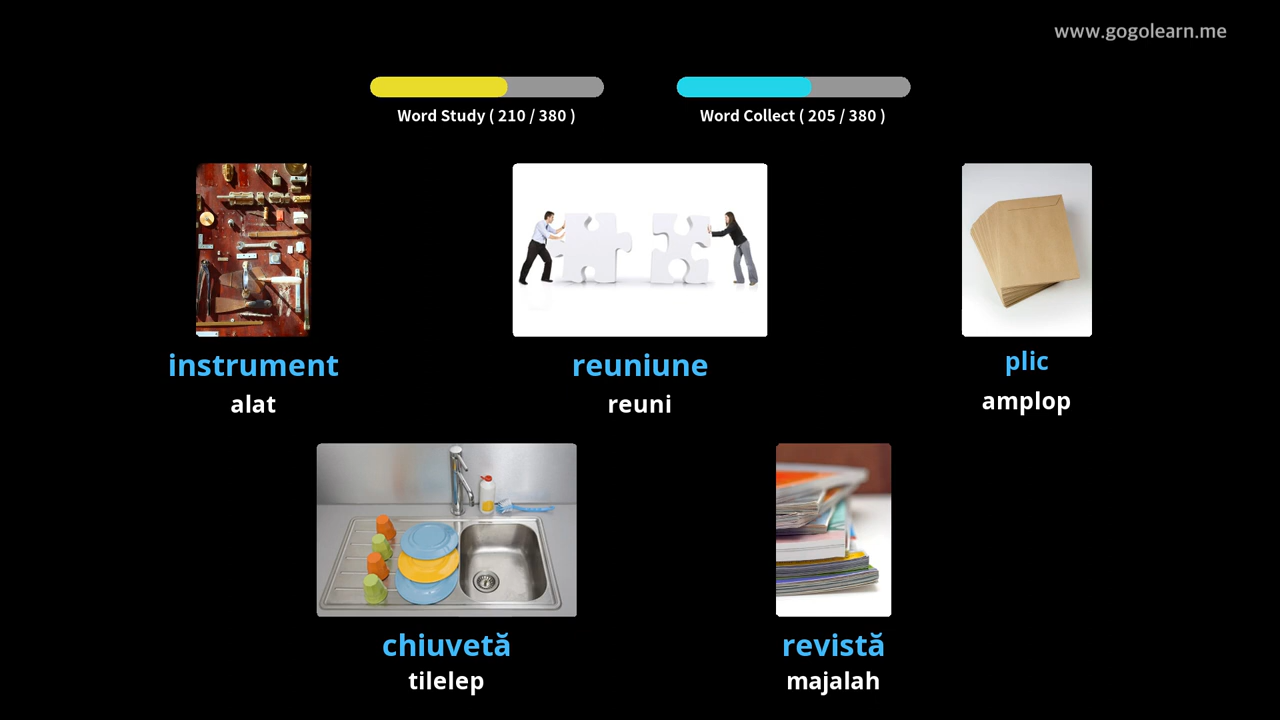 www.gogolearn.me
Word Study ( 210 / 380 )
Word Collect ( 205 / 380 )
instrument
alat
reuniune
reuni
plic
amplop
chiuvetă
tilelep
revistă
majalah